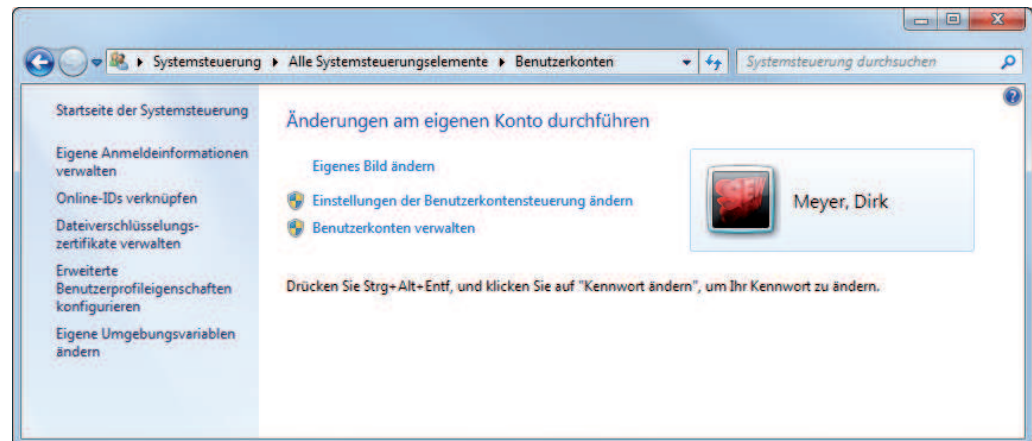 Systemsteuerung ▸ Alle Systemsteuerungselemente ▸ Benutzerkonten
Systemsteuerung durchsuchen
Startseite der Systemsteuerung
Eigene Anmeldeinformationen
verwalten
Online-IDs verknüpfen
Dateiverschlüsselungs-
zertifikate verwalten
Erweiterte
Benutzerprofileigenschaften
konfigurieren
Eigene Umgebungsvariablen
ändern
Änderungen am eigenen Konto durchführen
Eigenes Bild ändern
Einstellungen der Benutzerkontensteuerung ändern
Benutzerkonten verwalten
Meyer, Dirk
Drücken Sie Strg+Alt+Entf, und klicken Sie auf "Kennwort ändern", um Ihr Kennwort zu ändern.